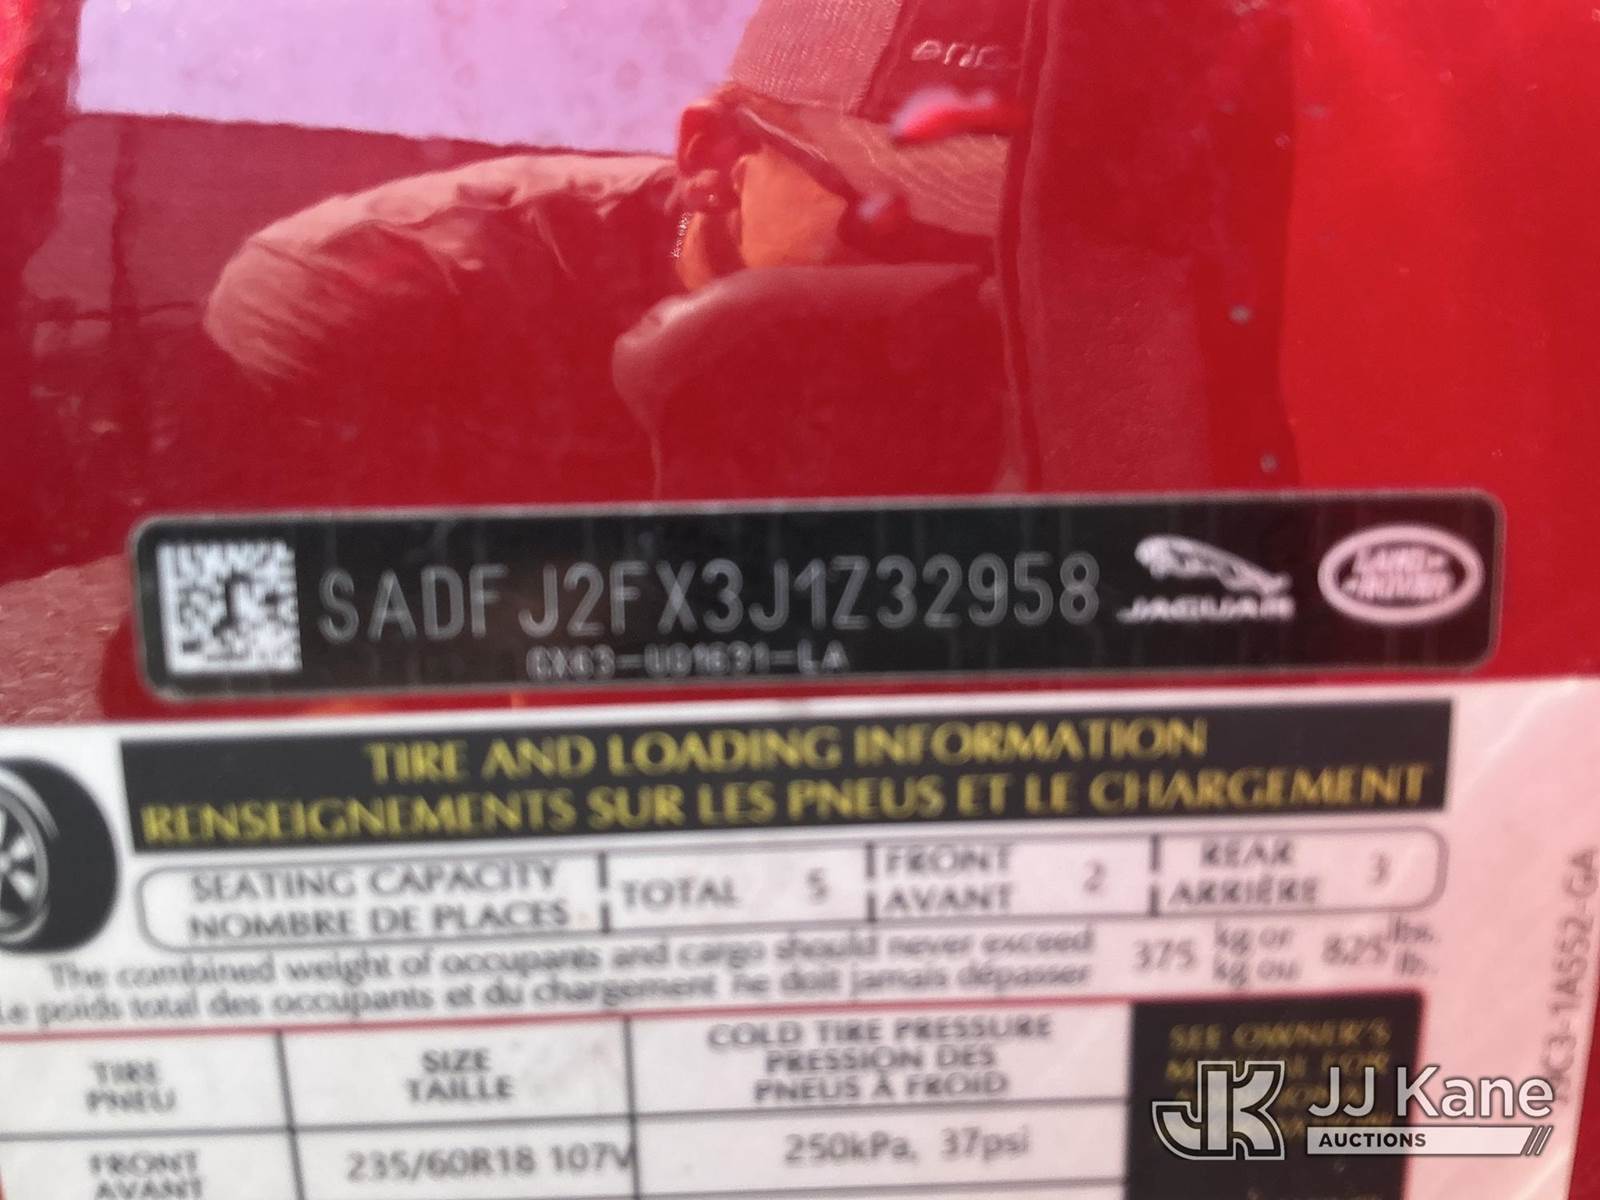 SADFJ2FX3J1Z32958
JAGUAR
LAND ROVER
TIRE AND LOADING INFORMATION
RENSEIGNEMENTS SUR LES PNEUS ET LE CHARGEMENT
SEATING CAPACITY
NOMBRE DE PLACES
TOTAL 5
FRONT
AVANT
2
REAR
ARRIÈRE
3
The combined weight of occupants and cargo should never exceed
Le poids total des occupants et du chargement ne doit jamais dépasser
375 kg or
kg ou
825 lbs.
lb.
TIRE
PNEU
SIZE
TAILLE
COLD TIRE PRESSURE
PRESSION DES
PNEUS À FROID
SEE OWNER'S
FRONT
AVANT
235/60R18 107V
250kPa, 37psi
JK JJ Kane
AUCTIONS